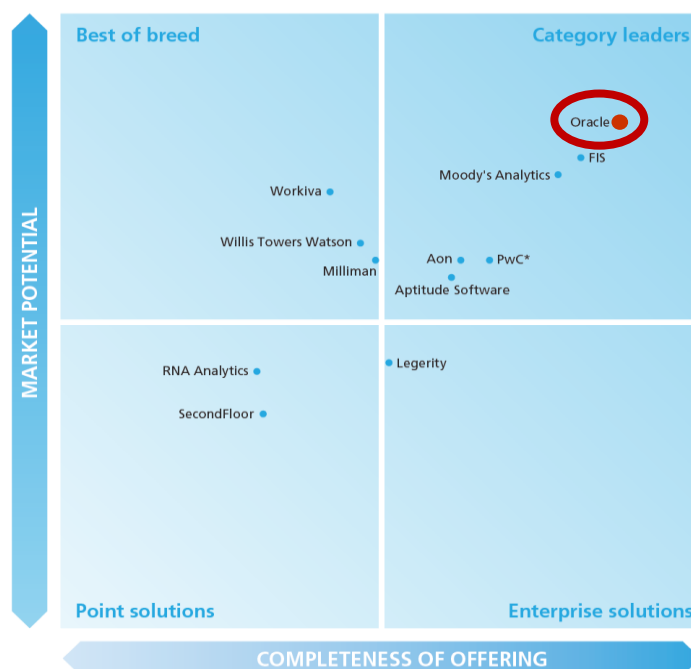 Best of breed
Category leaders
Oracle
FIS
Moody's Analytics
Workiva
Willis Towers Watson
Milliman
Aon
PwC*
Aptitude Software
MARKET POTENTIAL
RNA Analytics
Legerity
SecondFloor
Point solutions
Enterprise solutions
COMPLETENESS OF OFFERING